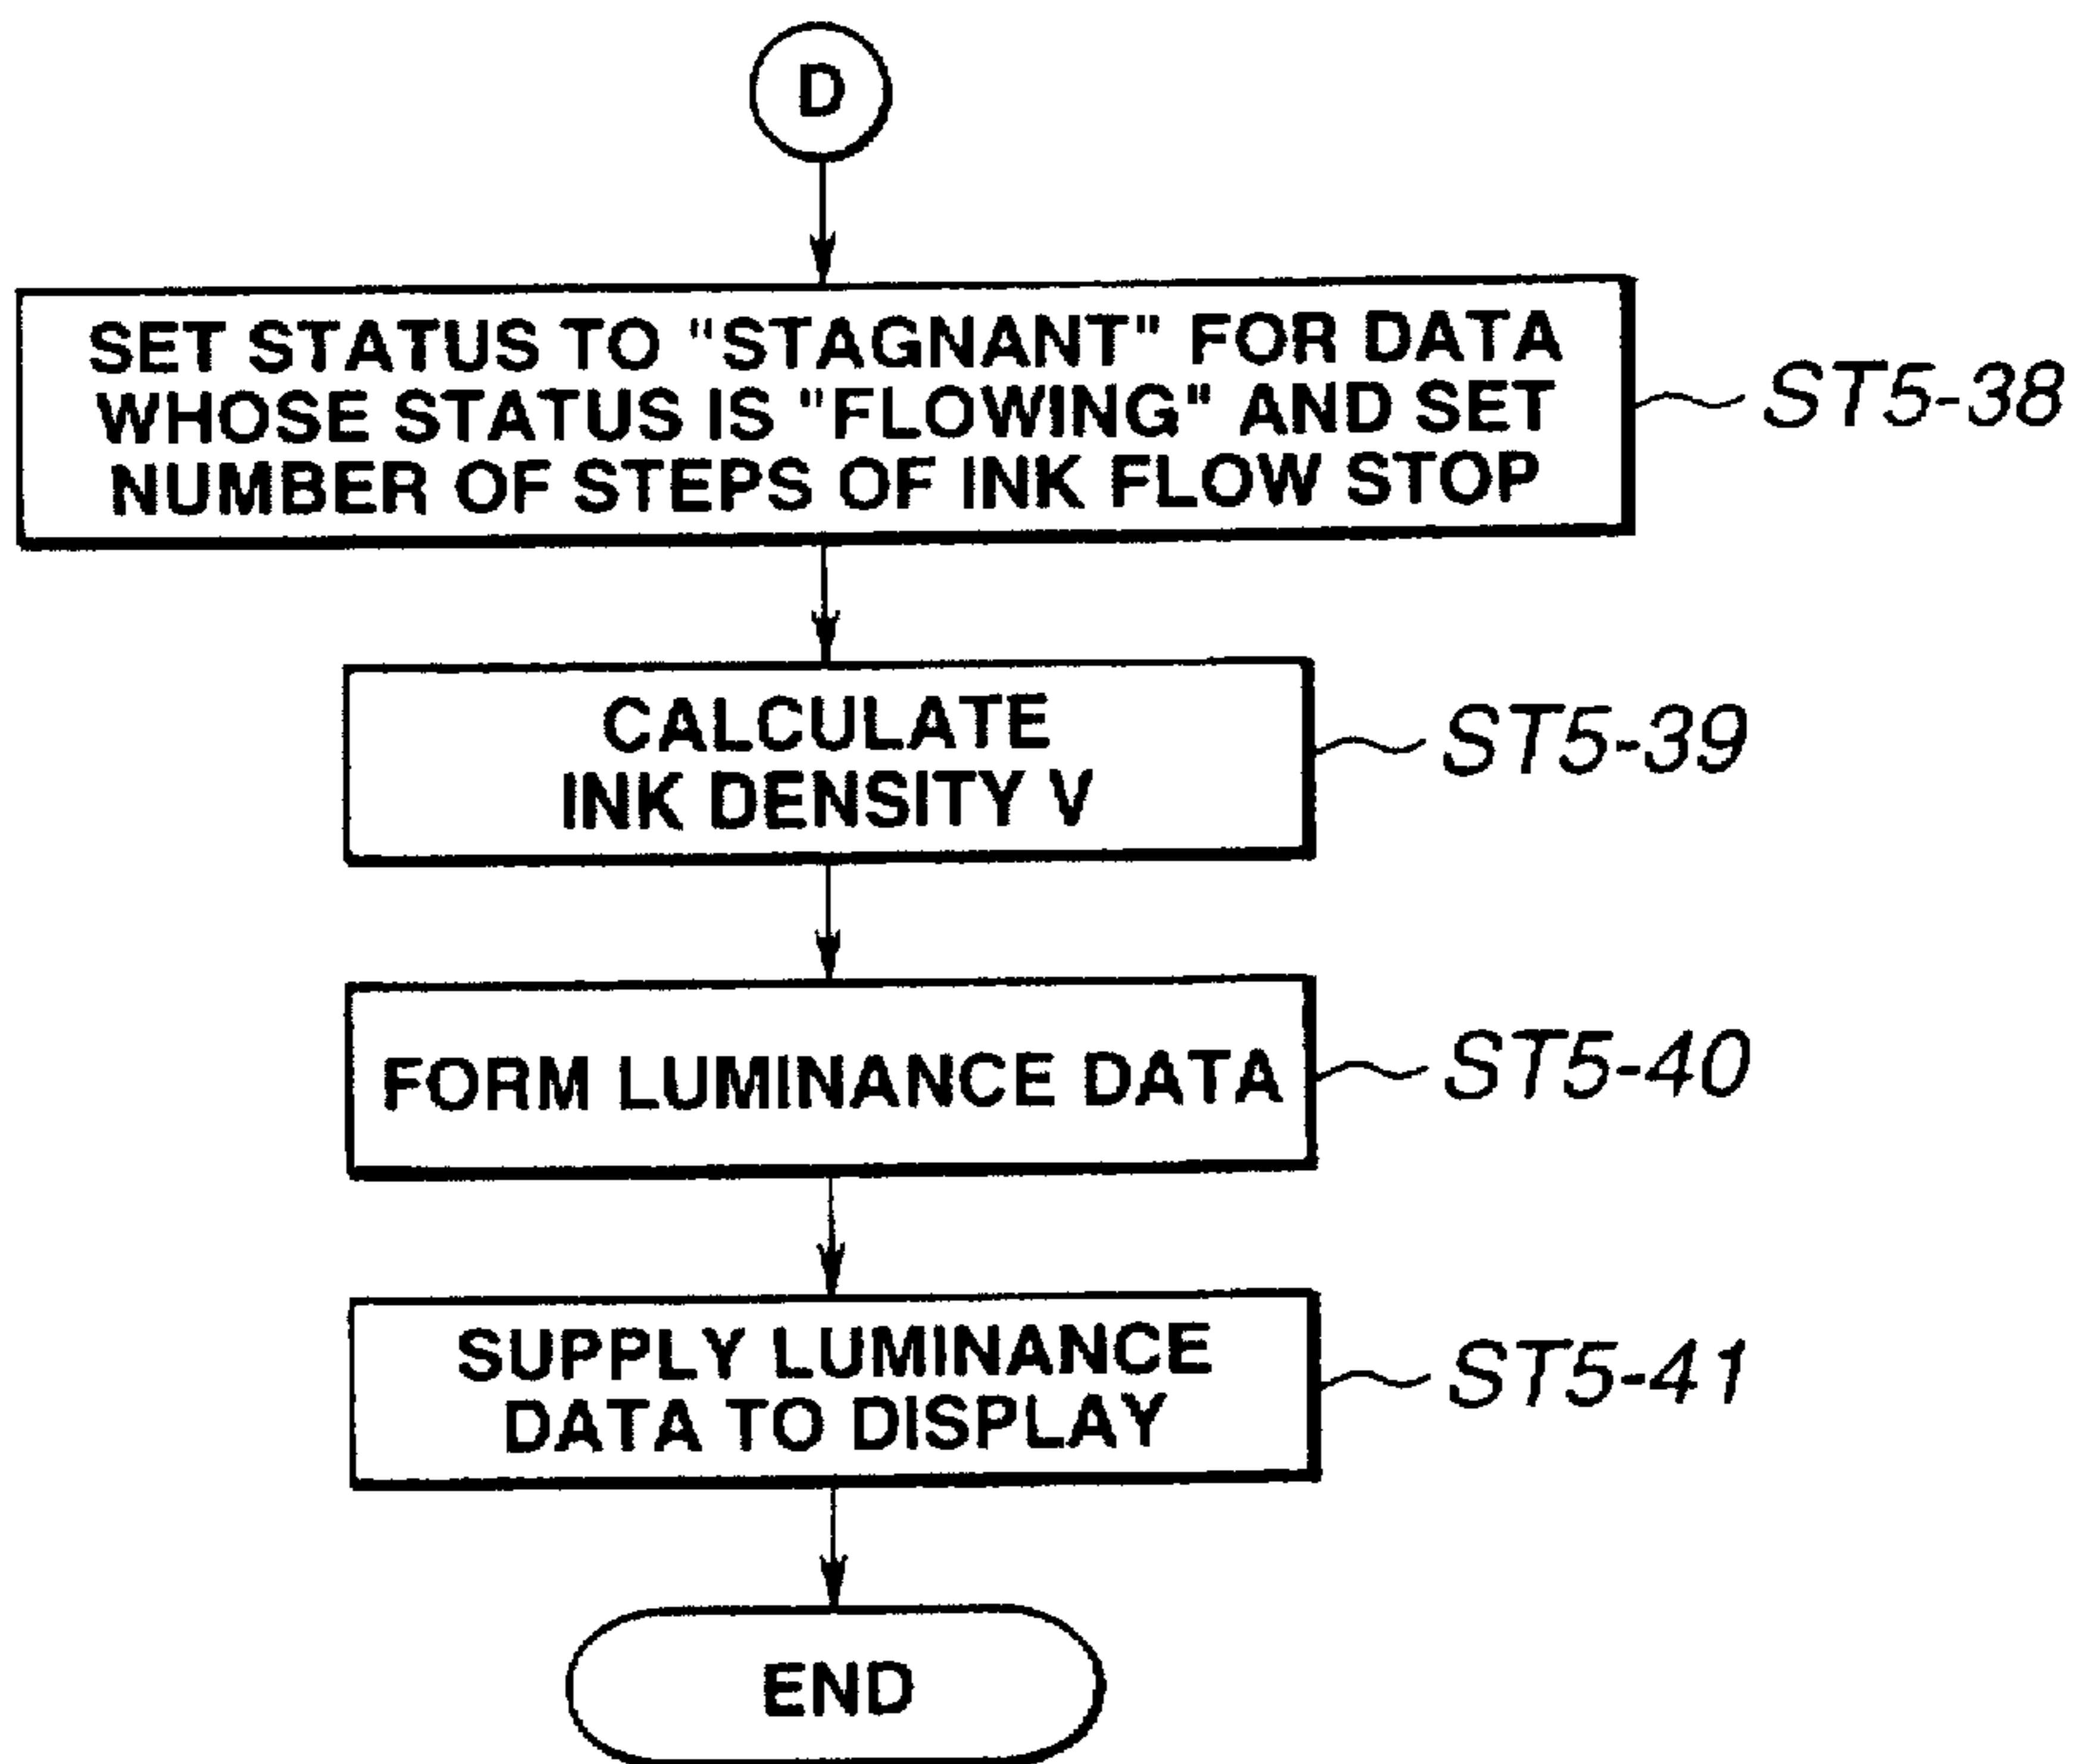 D
SET STATUS TO "STAGNANT" FOR DATA
WHOSE STATUS IS "FLOWING" AND SET
NUMBER OF STEPS OF INK FLOW STOP
ST5-38
CALCULATE
INK DENSITY V
ST5-39
FORM LUMINANCE DATA
ST5-40
SUPPLY LUMINANCE
DATA TO DISPLAY
ST5-41
END